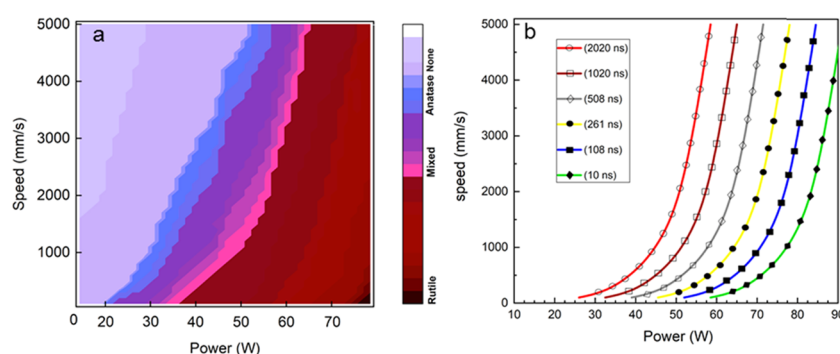 a
5000
4000
3000
2000
1000
Speed (mm/s)
10 20 30 40 50 60 70
Power (W)
Anatase None
Mixed
Rutile
b
5000
4000
3000
2000
1000
0
speed (mm/s)
(2020 ns)
(1020 ns)
(508 ns)
(261 ns)
(108 ns)
(10 ns)
10 20 30 40 50 60 70 80 90
Power (W)